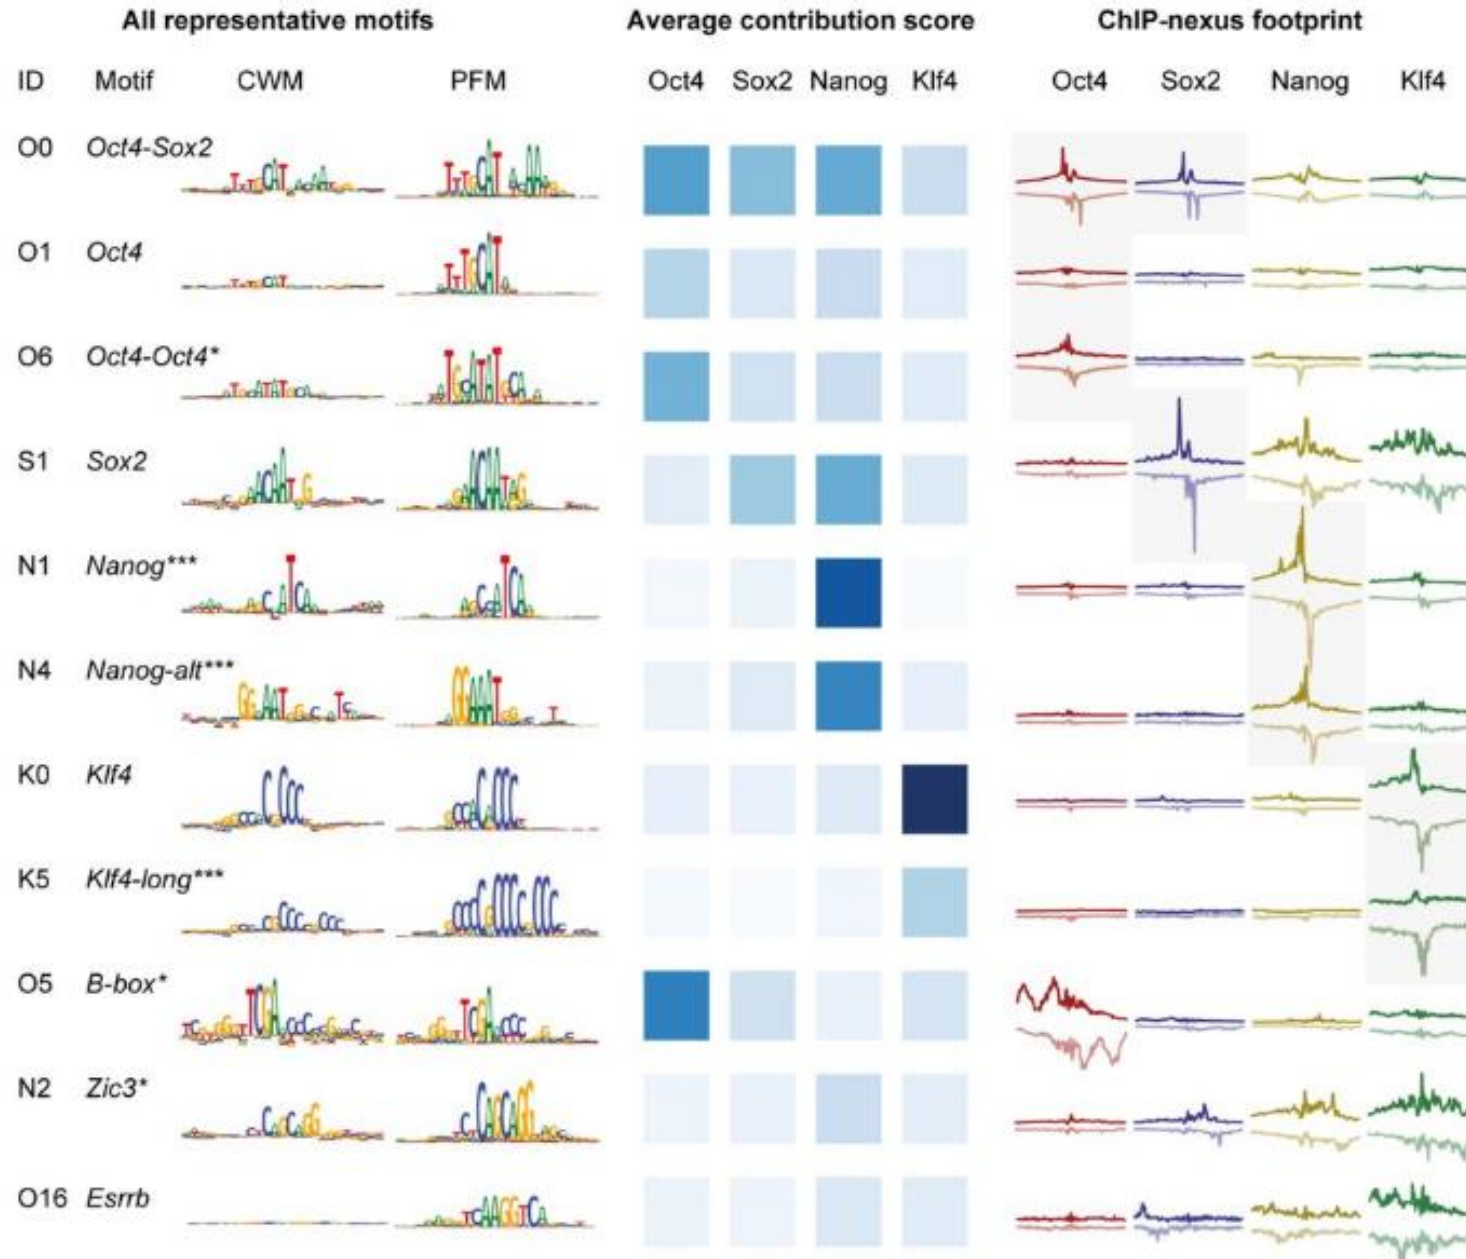 All representative motifs Average contribution score ChIP-nexus footprint
ID Motif CWM PFM Oct4 Sox2 Nanog Klf4 Oct4 Sox2 Nanog Klf4
O0 Oct4-Sox2
O1 Oct4
O6 Oct4-Oct4*
S1 Sox2
N1 Nanog***
N4 Nanog-alt***
K0 Klf4
K5 Klf4-long***
O5 B-box*
N2 Zic3*
O16 Esrrb